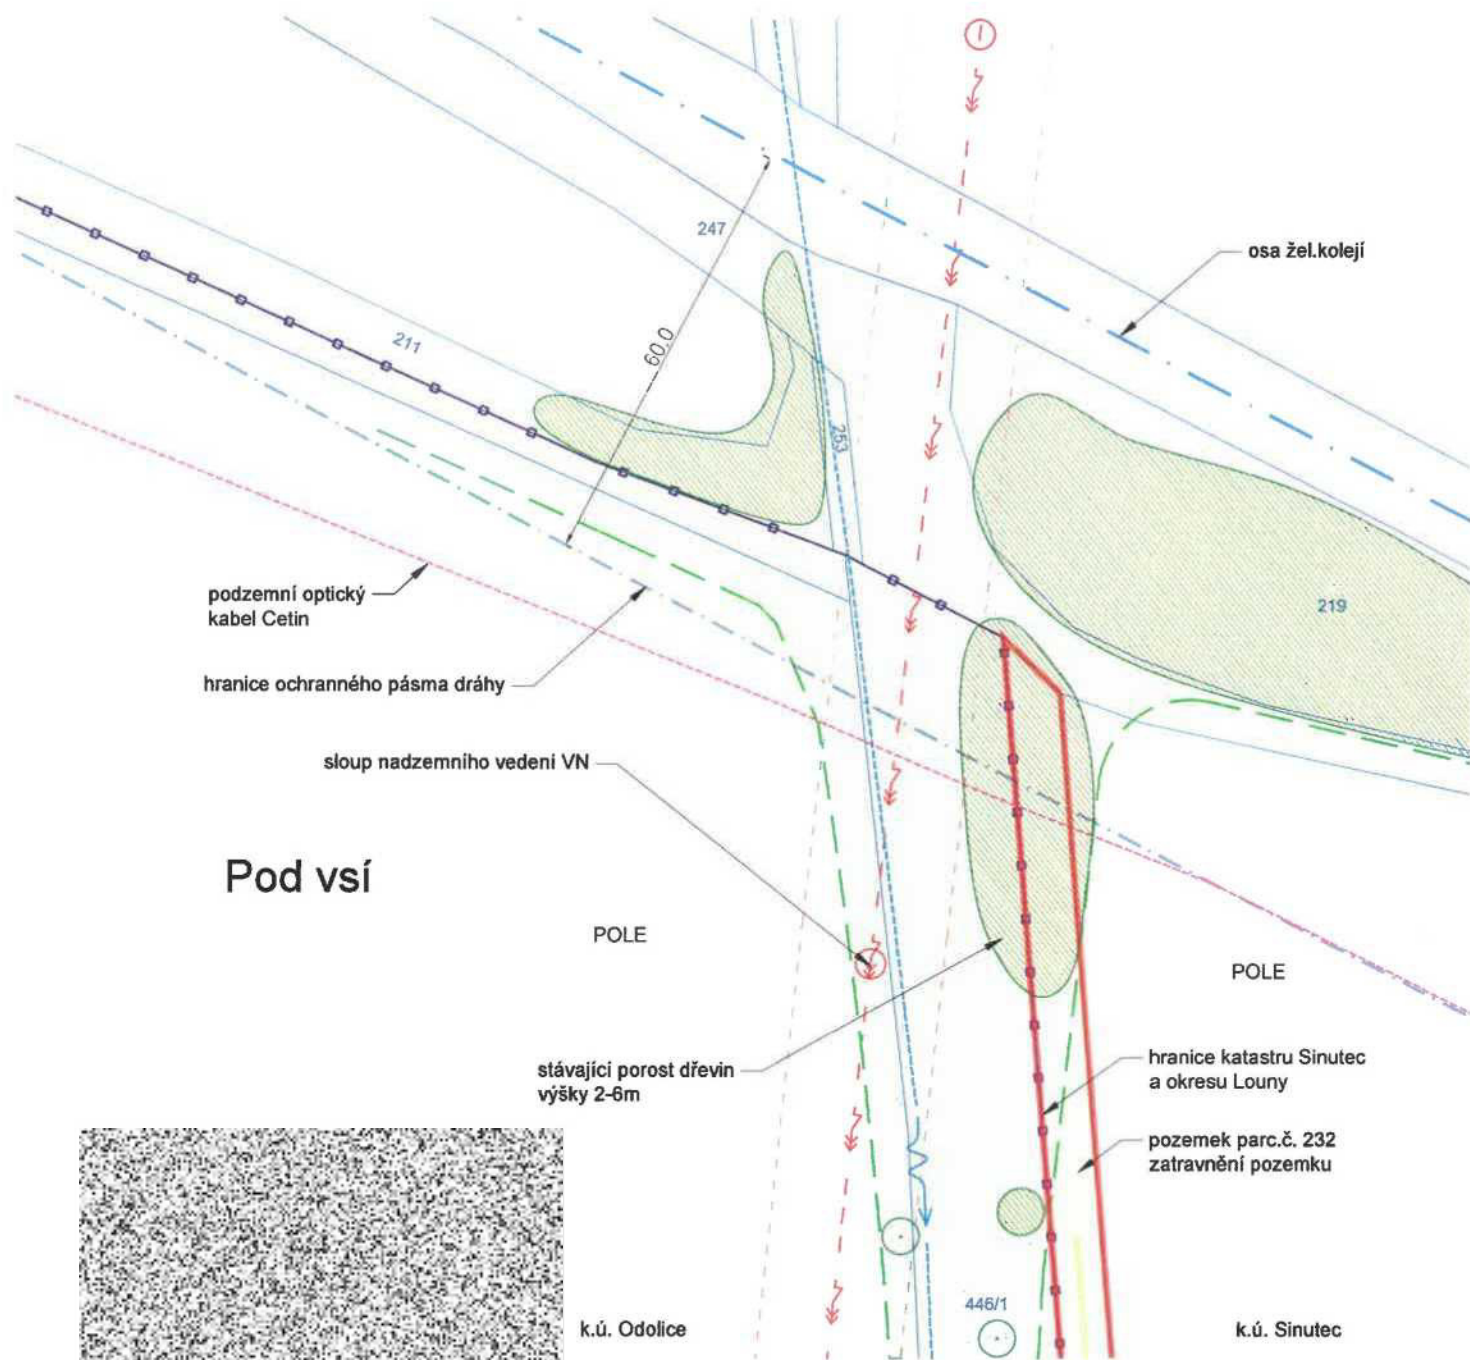 247
osa žel.kolejí
60,0
211
253
podzemní optický
kabel Cetin
219
hranice ochranného pásma dráhy
sloup nadzemního vedení VN
Pod vsí
POLE
POLE
stávající porost dřevin
výšky 2-6m
hranice katastru Sinutec
a okresu Louny
pozemek parc.č. 232
zatravnění pozemku
446/1
k.ú. Odolice
k.ú. Sinutec